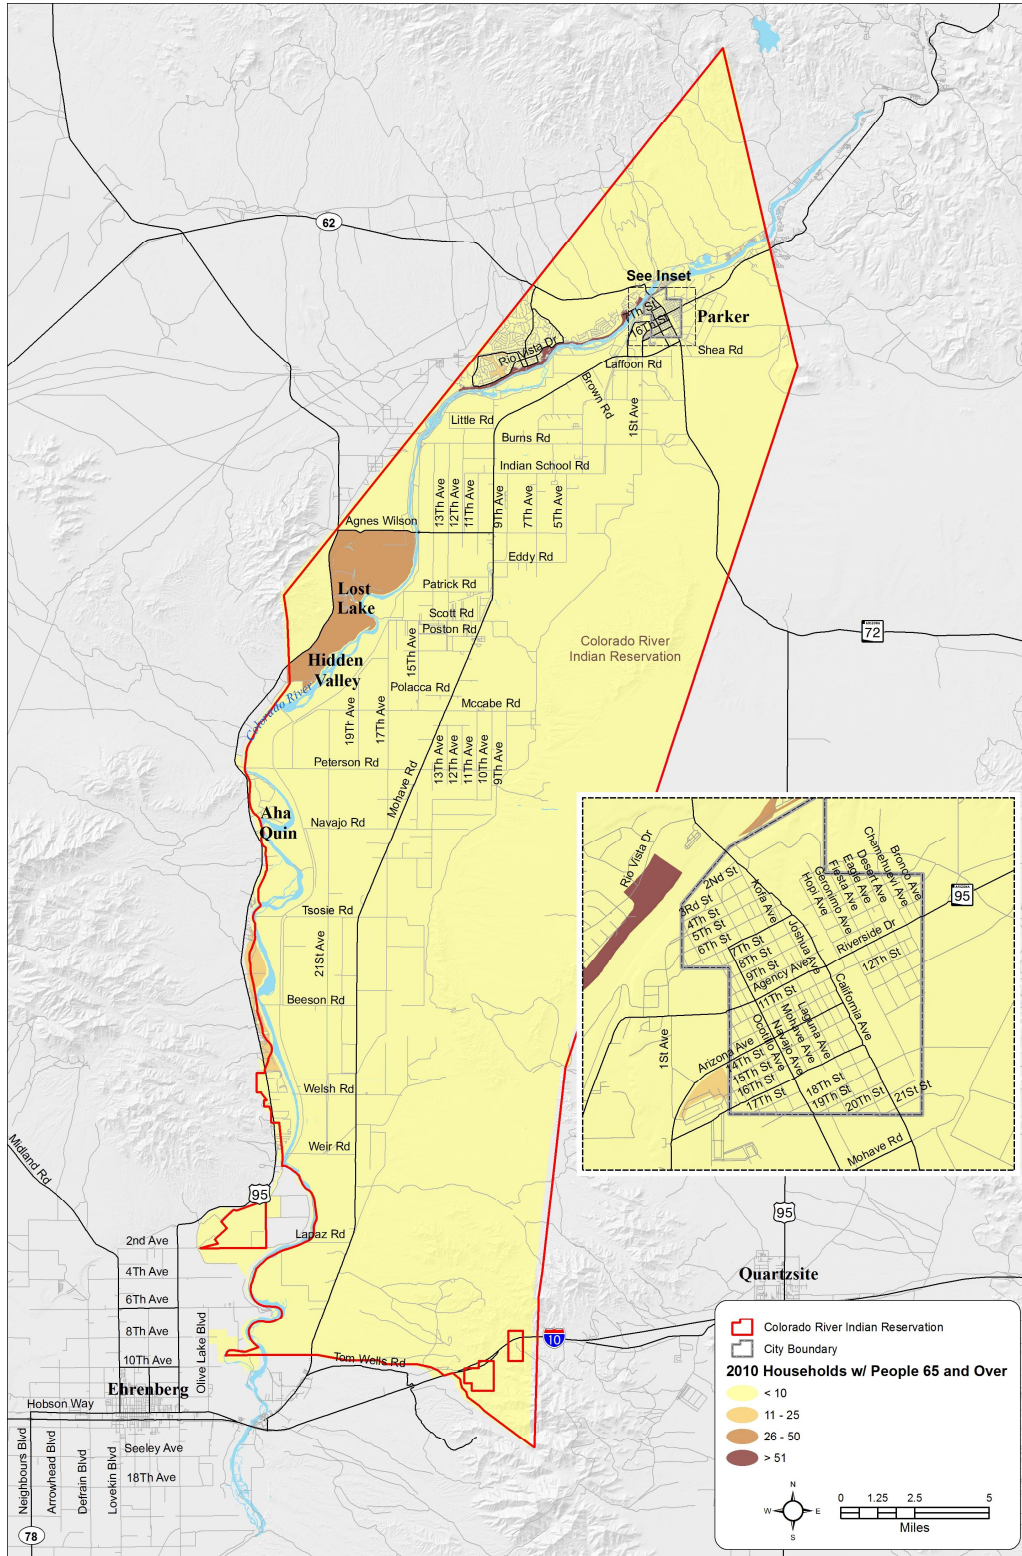 62
See Inset
7Th St
16Th St
Parker
Rio Vista Dr
Shea Rd
Laffoon Rd
Brown Rd
1St Ave
Little Rd
Burns Rd
Indian School Rd
13Th Ave
12Th Ave
11Th Ave
9Th Ave
7Th Ave
5Th Ave
Agnes Wilson
Eddy Rd
Lost
Lake
Patrick Rd
Scott Rd
Poston Rd
ARIZONA
72
Colorado River
Indian Reservation
15Th Ave
Hidden
Valley
Polacca Rd
Mccabe Rd
Colorado River
19Th Ave
17Th Ave
13Th Ave
12Th Ave
11Th Ave
10Th Ave
9Th Ave
Peterson Rd
Mohave Rd
Aha
Quin
Navajo Rd
Tsosie Rd
21St Ave
Beeson Rd
Welsh Rd
Weir Rd
Midland Rd
95
Lapaz Rd
2nd Ave
4Th Ave
6Th Ave
8Th Ave
10Th Ave
Olive Lake Blvd
Tom Wells Rd
10
95
Quartzsite
Ehrenberg
Hobson Way
Neighbours Blvd
Arrowhead Blvd
Defrain Blvd
Lovekin Blvd
Seeley Ave
18Th Ave
78
Rio Vista Dr
2Nd St
3Rd St
4Th St
5Th St
6Th St
7Th St
8Th St
9Th St
Agency Ave
11Th St
Kofa Ave
Joshua Ave
Hopi Ave
Geronimo Ave
Fiesta Ave
Eagle Ave
Desert Ave
Chamehuevi Ave
Bronco Ave
ARIZONA
95
Riverside Dr
12Th St
California Ave
Laguna Ave
Mohave Ave
Navajo Ave
Ocotillo Ave
1St Ave
Arizona Ave
14Th St
15Th St
16Th St
17Th St
18Th St
19Th St
20Th St
21St St
Mohave Rd
Colorado River Indian Reservation
City Boundary
2010 Households w/ People 65 and Over
< 10
11 - 25
26 - 50
> 51
N
W
E
S
0 1.25 2.5 5
Miles